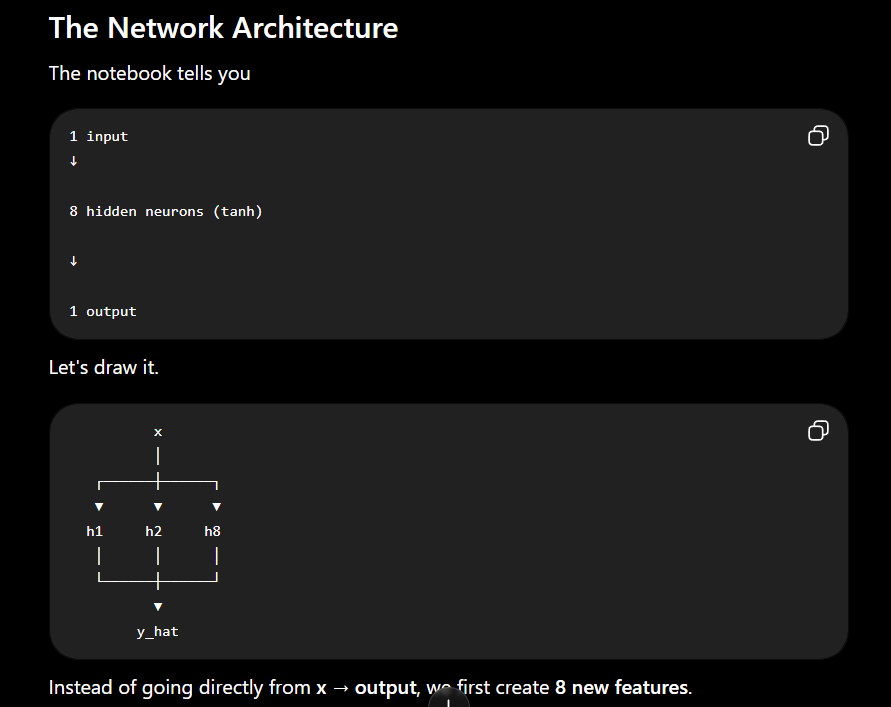 The Network Architecture
The notebook tells you
1 input
↓
8 hidden neurons (tanh)
↓
1 output
Let's draw it.
x
h1 h2 h8
y_hat
Instead of going directly from x → output, we first create 8 new features.